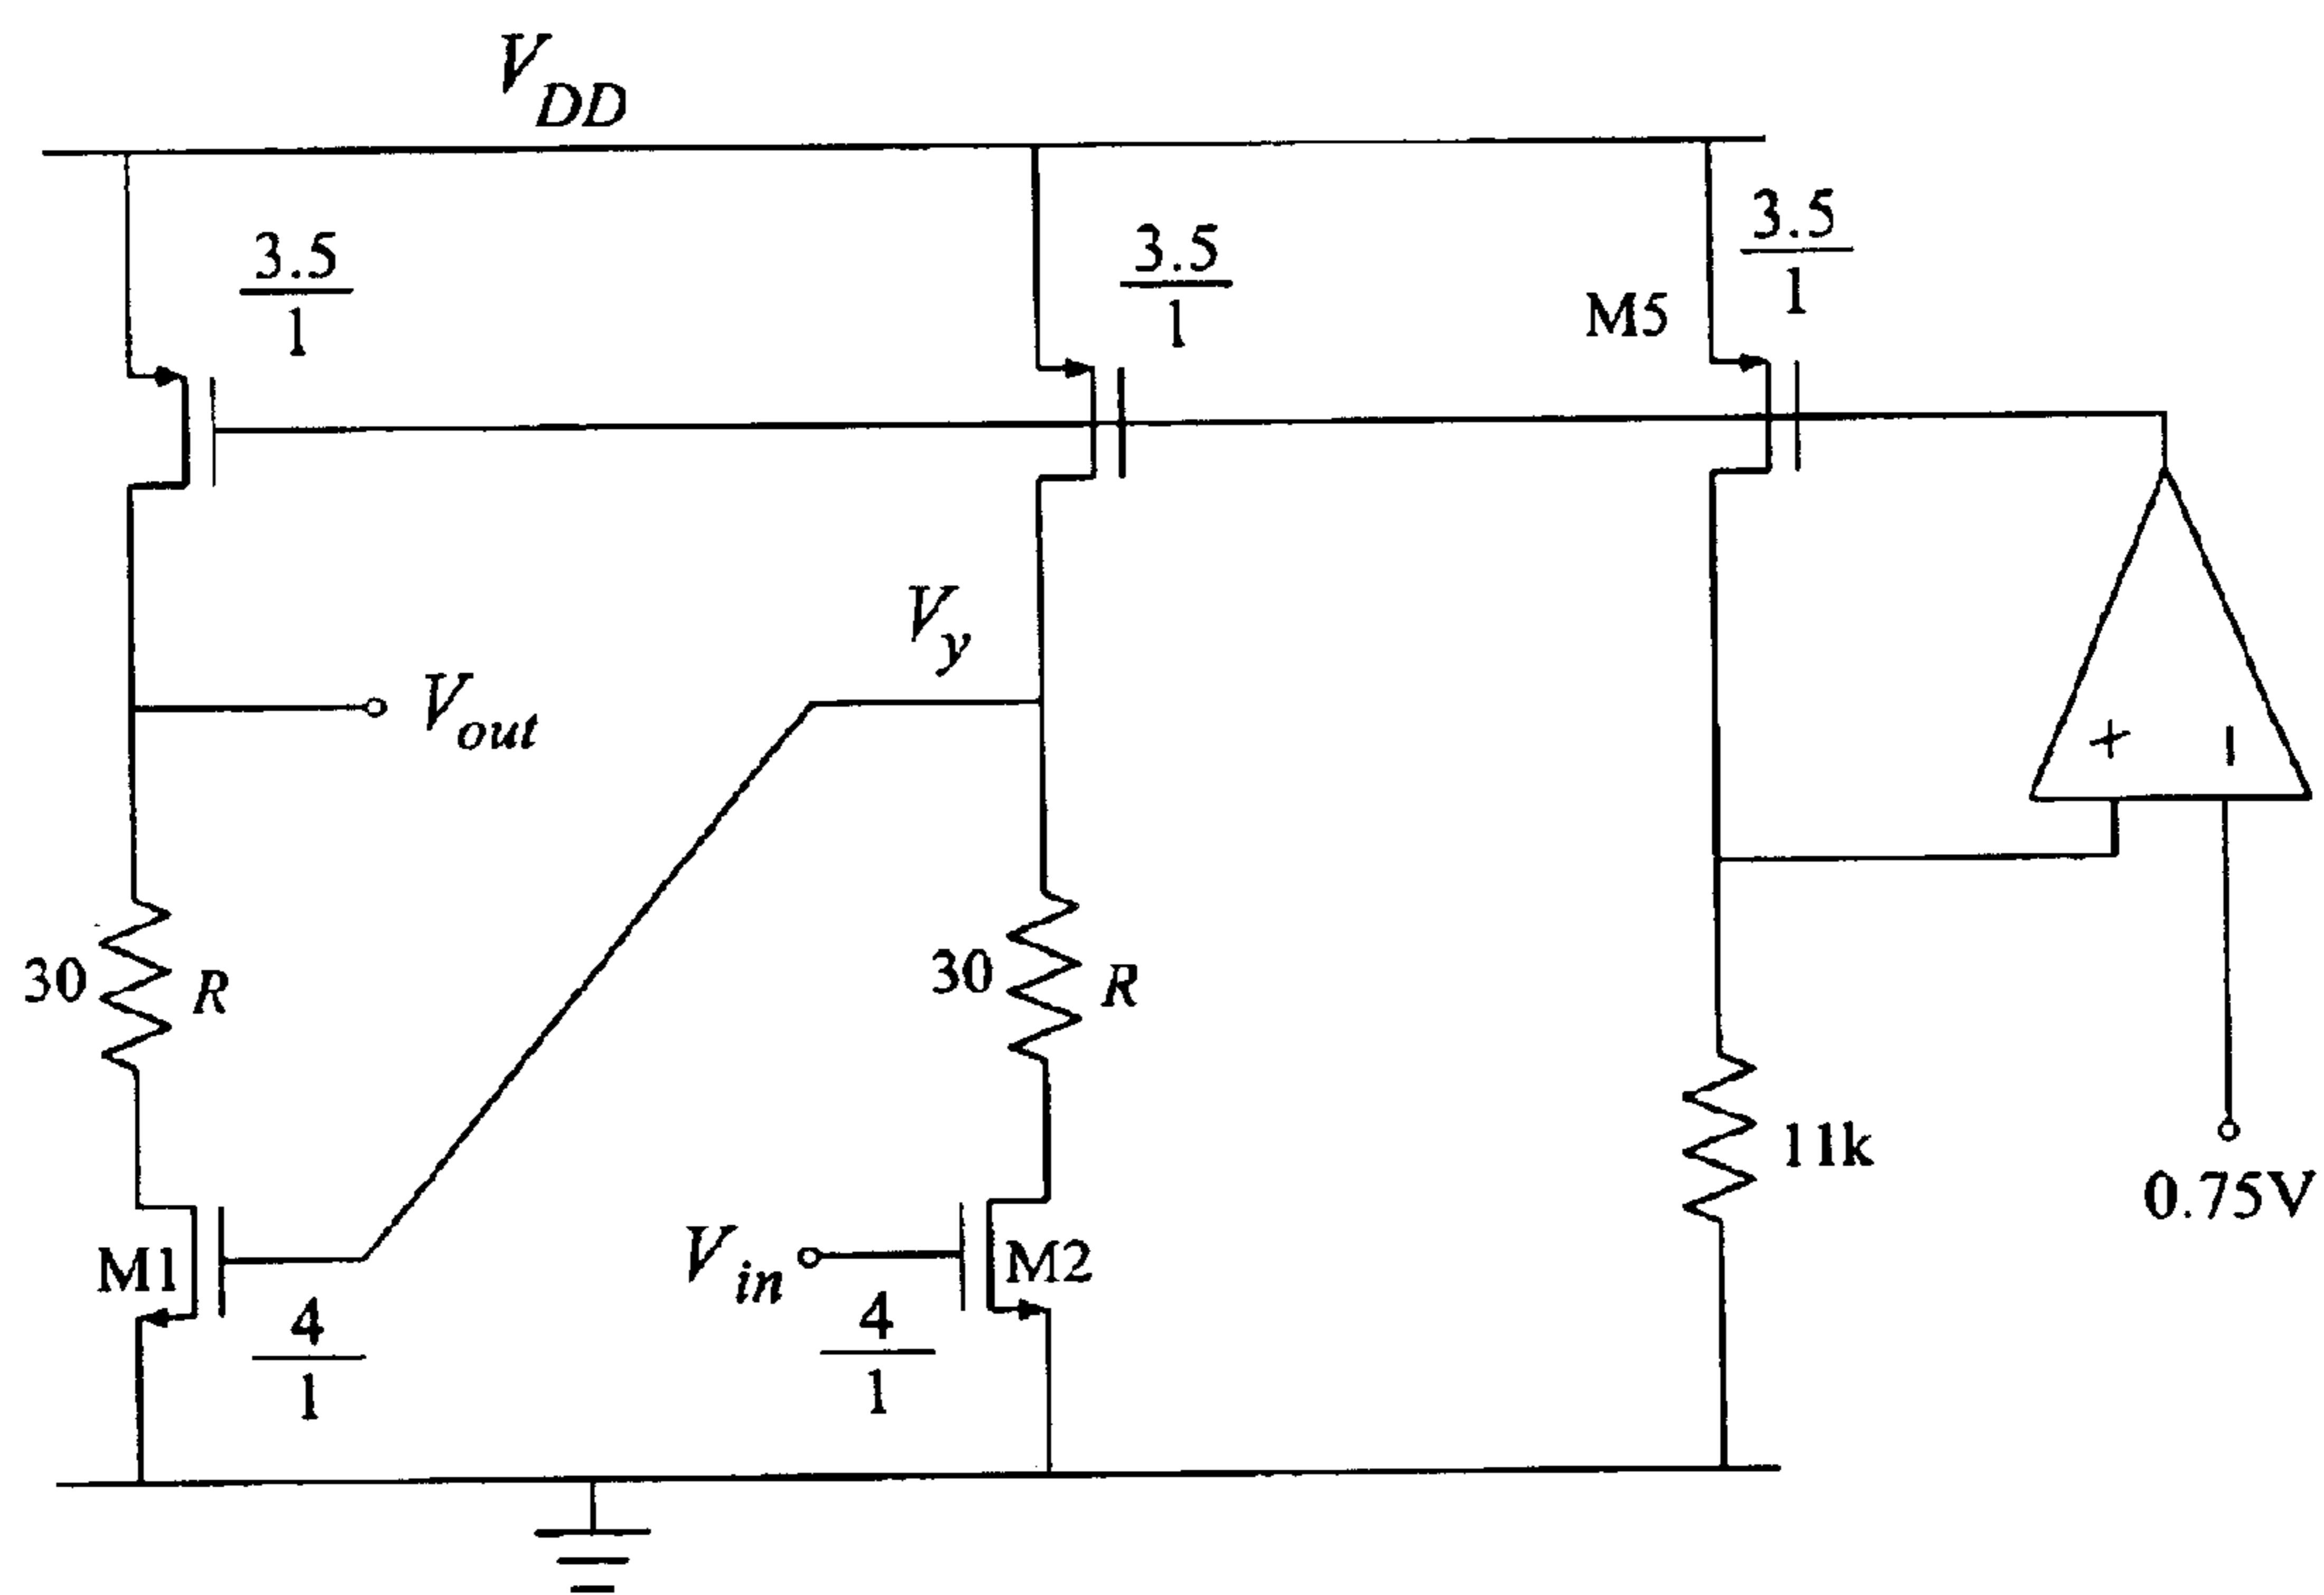 V_DD
3.5/1
3.5/1
3.5/1
M5
V_y
V_out
+
−
30
R
30
R
11k
0.75V
M1
V_in
M2
4/1
4/1